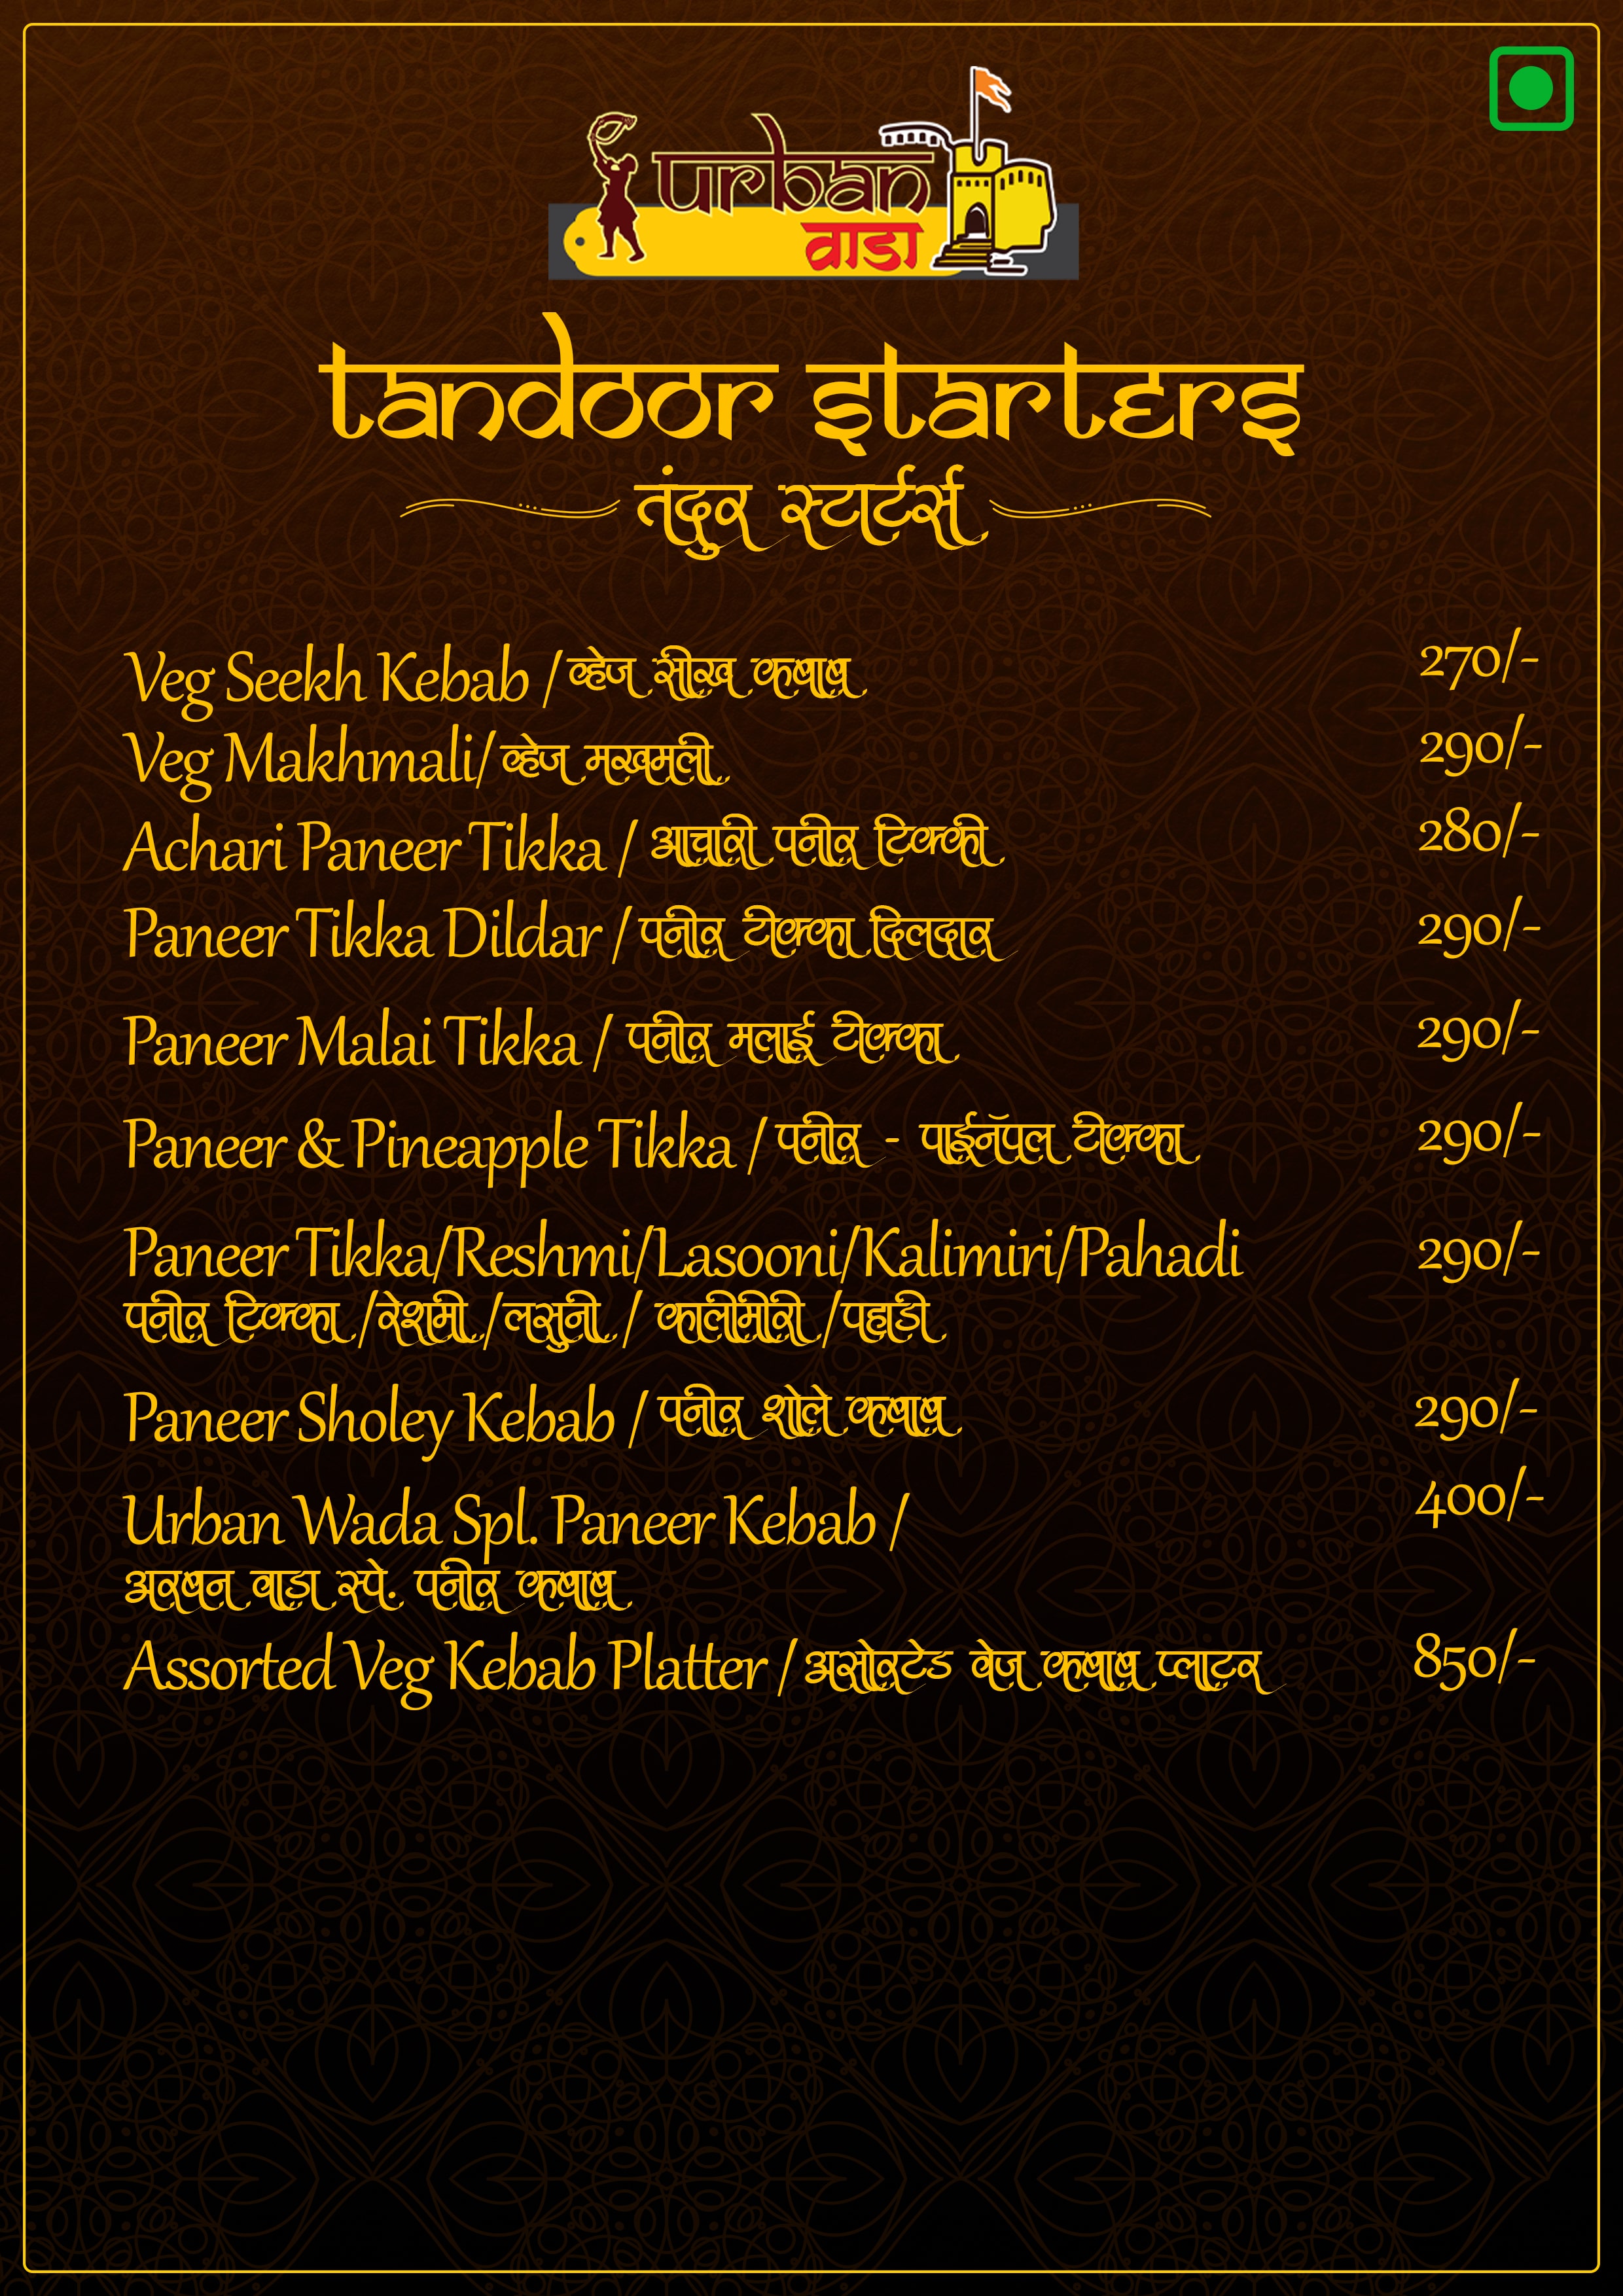 urban
वाडा
Tandoor Starters
तंदुर स्टार्टर्स
Veg Seekh Kebab / व्हेज सीख कबाब 270/-
Veg Makhmali/ व्हेज मखमली 290/-
Achari Paneer Tikka / आचारी पनीर टिक्की 280/-
Paneer Tikka Dildar / पनीर टीक्का दिलदार 290/-
Paneer Malai Tikka / पनीर मलाई टीक्का 290/-
Paneer & Pineapple Tikka / पनीर - पाईनॅपल टीक्का 290/-
Paneer Tikka/Reshmi/Lasooni/Kalimiri/Pahadi 290/-
पनीर टिक्का /रेशमी /लसुनी / कालीमीरी /पहाडी
Paneer Sholey Kebab / पनीर शोले कबाब 290/-
Urban Wada Spl. Paneer Kebab / 400/-
अरबन वाडा स्पे. पनीर कबाब
Assorted Veg Kebab Platter / असोरटेड वेज कबाब प्लाटर 850/-